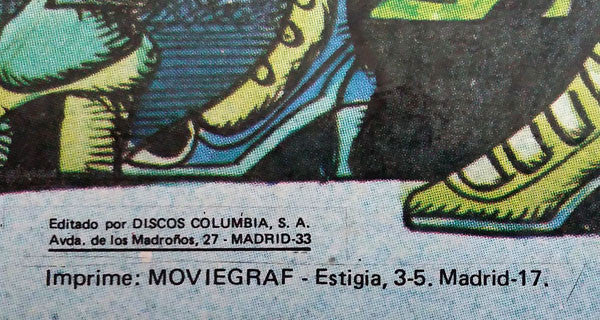 Editado por DISCOS COLUMBIA, S. A.
Avda. de los Madroños, 27 - MADRID-33
Imprime: MOVIEGRAF - Estigia, 3-5. Madrid-17.